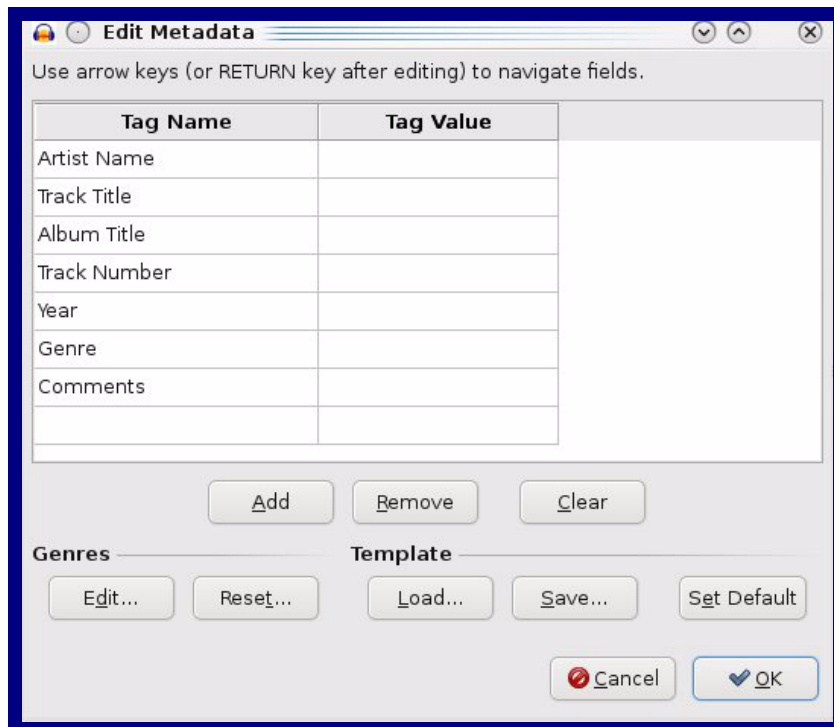 Edit Metadata
Use arrow keys (or RETURN key after editing) to navigate fields.
Tag Name Tag Value
Artist Name
Track Title
Album Title
Track Number
Year
Genre
Comments
Add Remove Clear
Genres Template
Edit... Reset... Load... Save... Set Default
Cancel OK